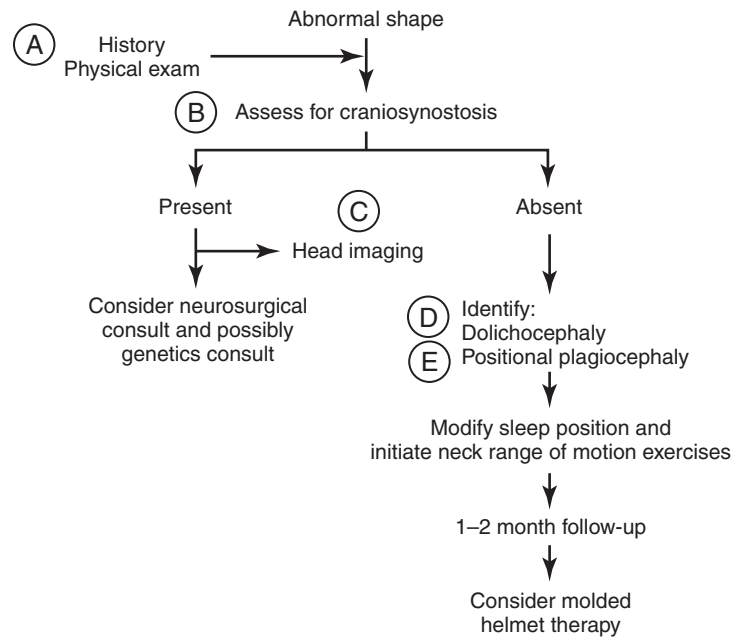 Abnormal shape
A
History
Physical exam
B
Assess for craniosynostosis
Present
Absent
C
Head imaging
Consider neurosurgical
consult and possibly
genetics consult
D
Identify:
Dolichocephaly
E
Positional plagiocephaly
Modify sleep position and
initiate neck range of motion exercises
1–2 month follow-up
Consider molded
helmet therapy